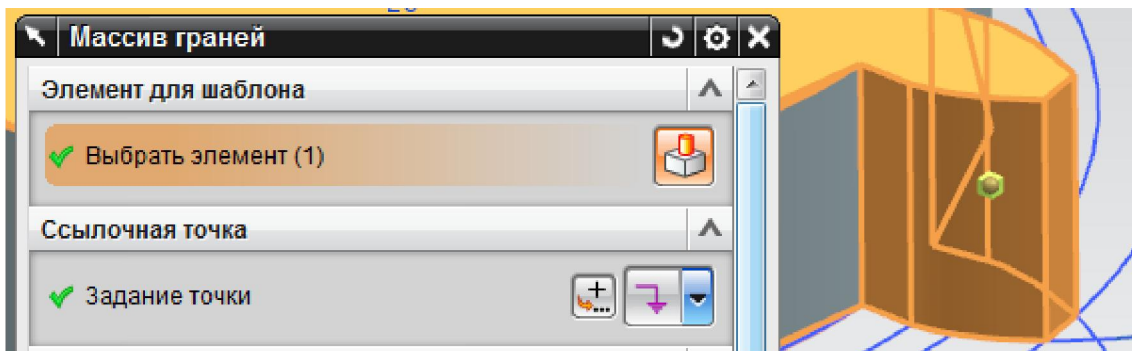 Массив граней
Элемент для шаблона
Выбрать элемент (1)
Ссылочная точка
Задание точки